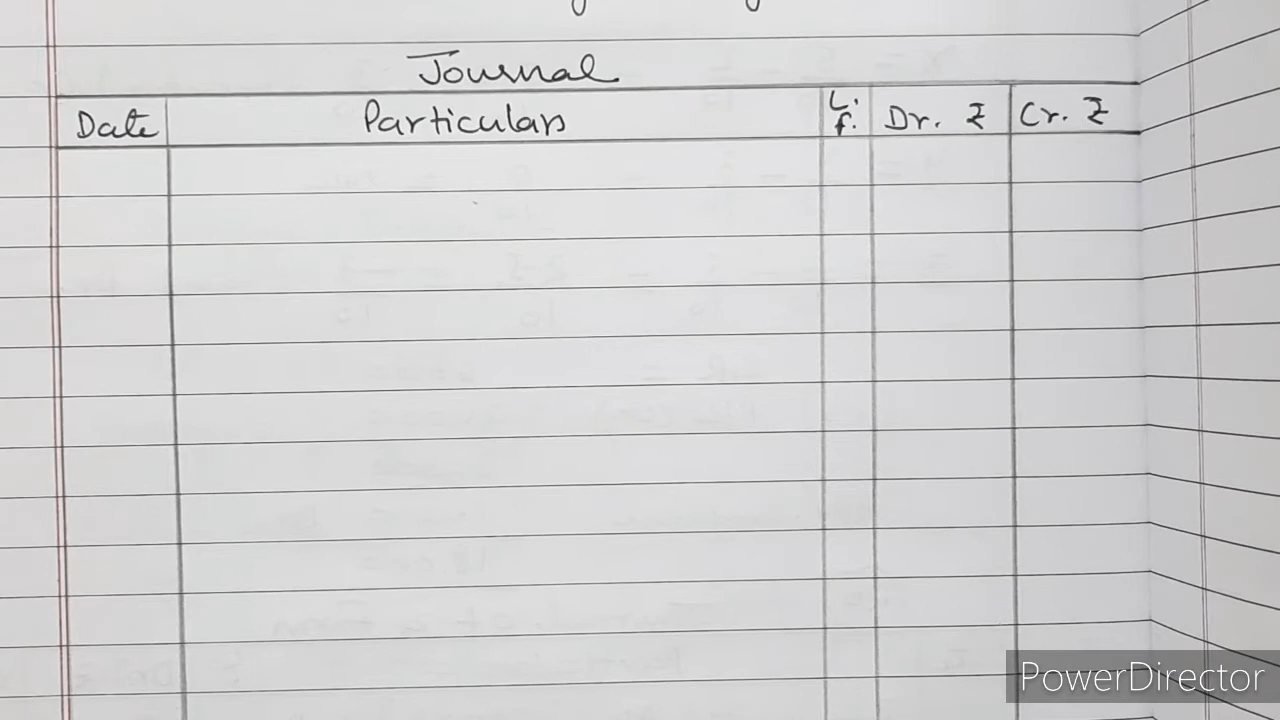 Journal
Date Particulars L.f. Dr. ₹ Cr. ₹
PowerDirector